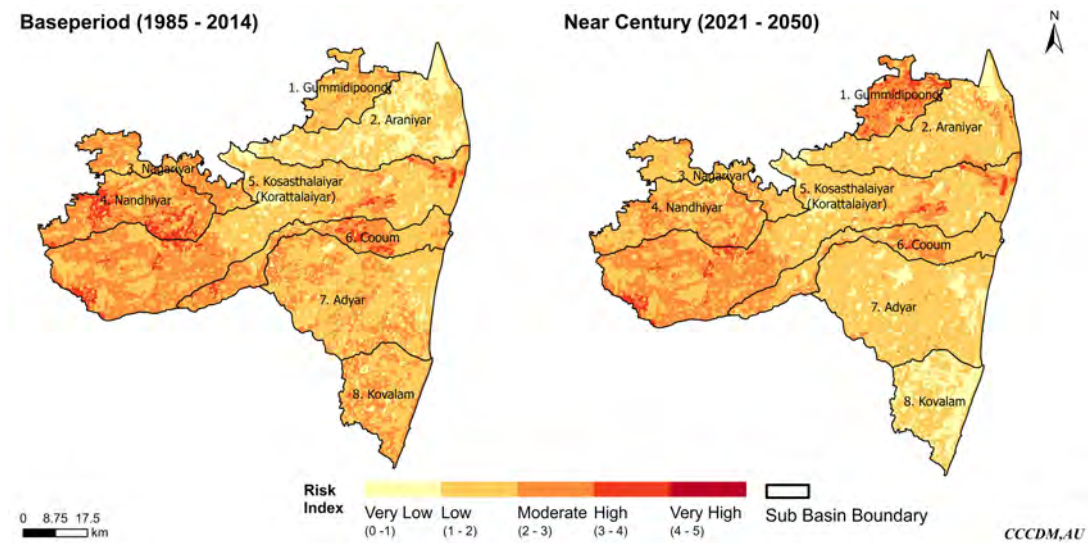 Baseperiod (1985 - 2014)
Near Century (2021 - 2050)
N
1. Gummidipoondi
2. Araniyar
3. Nagariyar
4. Nandhiyar
5. Kosasthalaiyar
(Korattalaiyar)
6. Cooum
7. Adyar
8. Kovalam
1. Gummidipoondi
2. Araniyar
3. Nagariyar
4. Nandhiyar
5. Kosasthalaiyar
(Korattalaiyar)
6. Cooum
7. Adyar
8. Kovalam
Risk
Index
Very Low
(0 -1)
Low
(1 - 2)
Moderate
(2 - 3)
High
(3 - 4)
Very High
(4 - 5)
Sub Basin Boundary
0 8.75 17.5
km
CCCDM,AU